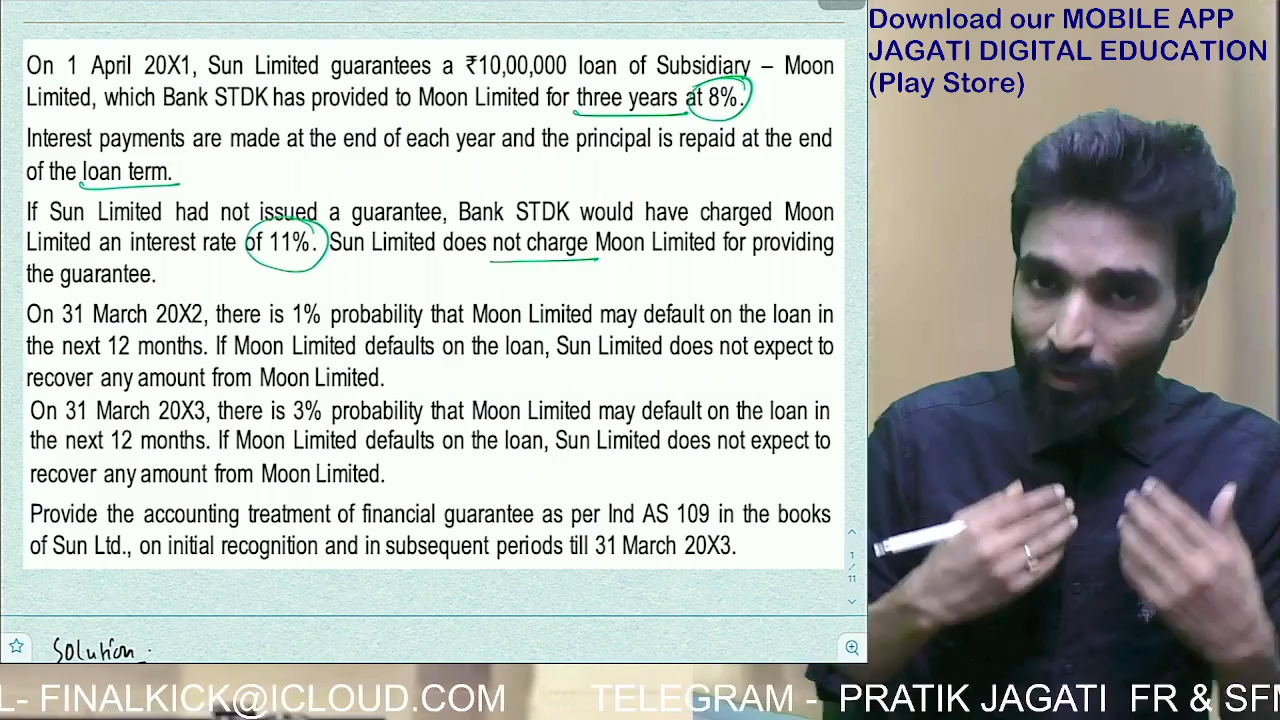 On 1 April 20X1, Sun Limited guarantees a ₹10,00,000 loan of Subsidiary – Moon
Limited, which Bank STDK has provided to Moon Limited for three years at 8%.
Interest payments are made at the end of each year and the principal is repaid at the end
of the loan term.
If Sun Limited had not issued a guarantee, Bank STDK would have charged Moon
Limited an interest rate of 11%. Sun Limited does not charge Moon Limited for providing
the guarantee.
On 31 March 20X2, there is 1% probability that Moon Limited may default on the loan in
the next 12 months. If Moon Limited defaults on the loan, Sun Limited does not expect to
recover any amount from Moon Limited.
On 31 March 20X3, there is 3% probability that Moon Limited may default on the loan in
the next 12 months. If Moon Limited defaults on the loan, Sun Limited does not expect to
recover any amount from Moon Limited.
Provide the accounting treatment of financial guarantee as per Ind AS 109 in the books
of Sun Ltd., on initial recognition and in subsequent periods till 31 March 20X3.
1
/
11
Solution -
Download our MOBILE APP
JAGATI DIGITAL EDUCATION
(Play Store)
L- FINALKICK@ICLOUD.COM TELEGRAM - PRATIK JAGATI FR & SFM